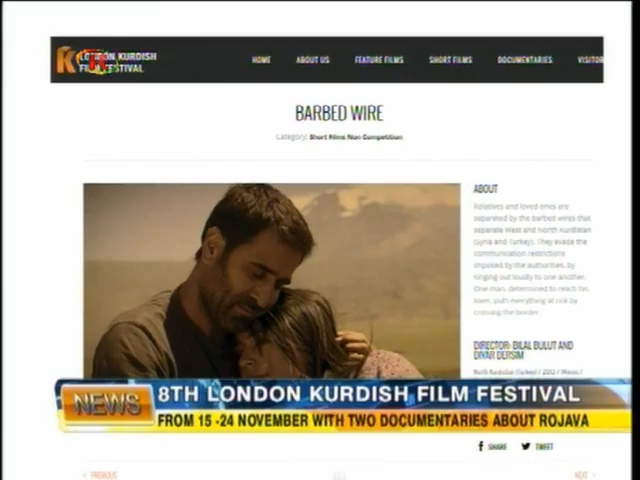 LONDON KURDISH
FILM FESTIVAL
HOME ABOUT US FEATURE FILMS SHORT FILMS DOCUMENTARIES VISITOR
BARBED WIRE
Category: Short Films Non Competition
ABOUT
Relatives and loved ones are
separated by the barbed wires that
separate West and North Kurdistan
(Syria and Turkey). They evade the
communication restrictions
imposed by the authorities, by
singing out loudly to one another.
One man, determined to reach his
lover, puts everything at risk by
crossing the border.
DIRECTOR: BILAL BULUT AND
DIYAR DERSIM
North Kurdistan (Turkey) / 2012 /
NEWS
8TH LONDON KURDISH FILM FESTIVAL
FROM 15 -24 NOVEMBER WITH TWO DOCUMENTARIES ABOUT ROJAVA
SHARE TWEET
PREVIOUS NEXT